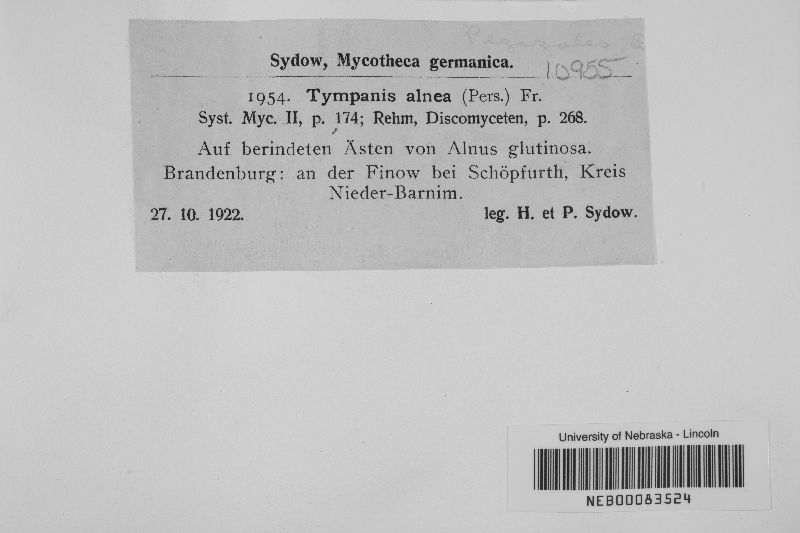 Pezizales
Sydow, Mycotheca germanica.
10955
1954. Tympanis alnea (Pers.) Fr.
Syst. Myc. II, p. 174; Rehm, Discomyceten, p. 268.
Auf berindeten Ästen von Alnus glutinosa.
Brandenburg: an der Finow bei Schöpfurth, Kreis
Nieder-Barnim.
27. 10. 1922. leg. H. et P. Sydow.
University of Nebraska - Lincoln
NEB00083524